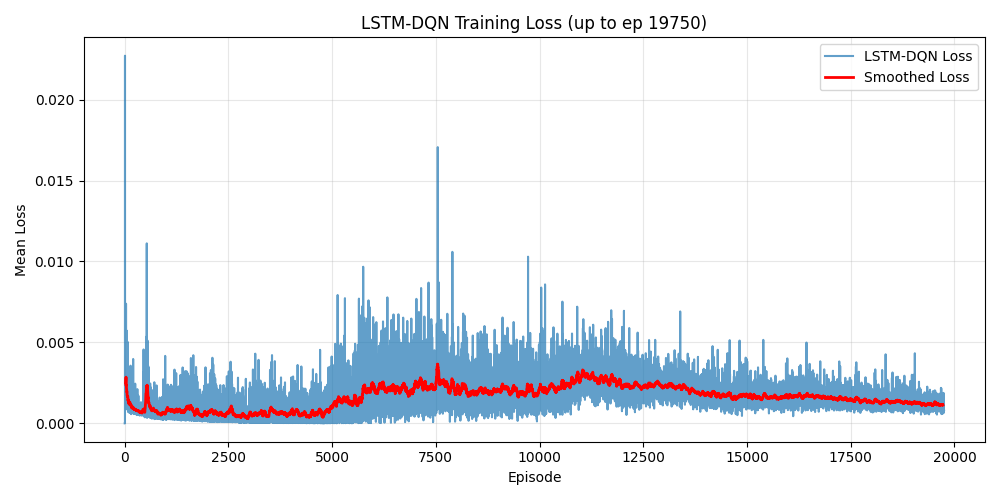 LSTM-DQN Training Loss (up to ep 19750)
LSTM-DQN Loss
Smoothed Loss
Mean Loss
0.020
0.015
0.010
0.005
0.000
0
2500
5000
7500
10000
12500
15000
17500
20000
Episode